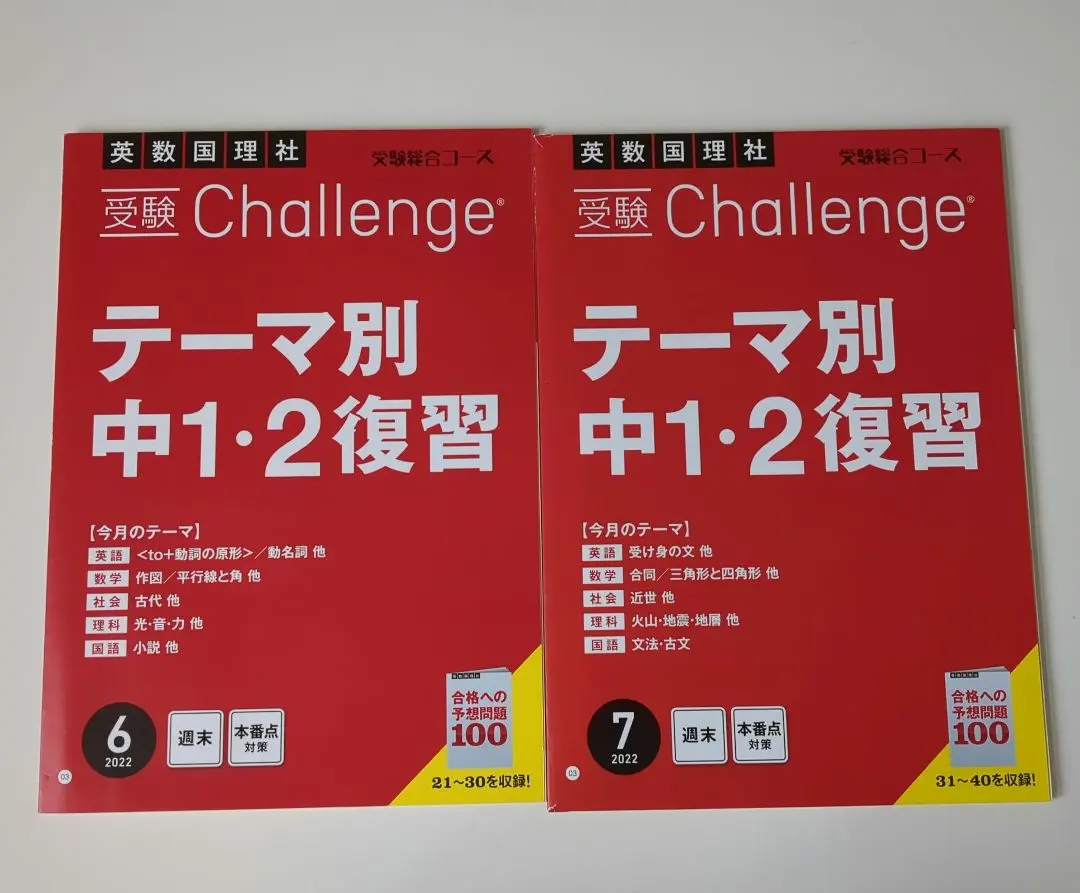 英数国理社
受験総合コース
受験 Challenge®
テーマ別
中1・2復習
【今月のテーマ】
英語 <to+動詞の原形>/動名詞 他
数学 作図/平行線と角 他
社会 古代 他
理科 光・音・力 他
国語 小説 他
6
2022
週末
本番点
対策
合格への
予想問題
100
21~30を収録!
03
英数国理社
受験総合コース
受験 Challenge®
テーマ別
中1・2復習
【今月のテーマ】
英語 受け身の文 他
数学 合同/三角形と四角形 他
社会 近世 他
理科 火山・地震・地層 他
国語 文法・古文
7
2022
週末
本番点
対策
合格への
予想問題
100
31~40を収録!
03